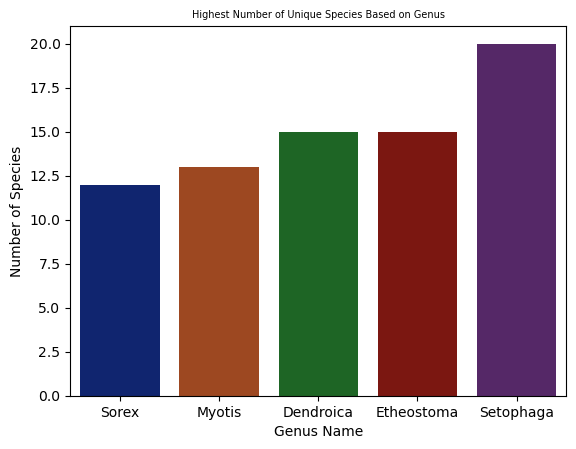 Highest Number of Unique Species Based on Genus
20.0
17.5
15.0
12.5
10.0
7.5
5.0
2.5
0.0
Number of Species
Sorex Myotis Dendroica Etheostoma Setophaga
Genus Name